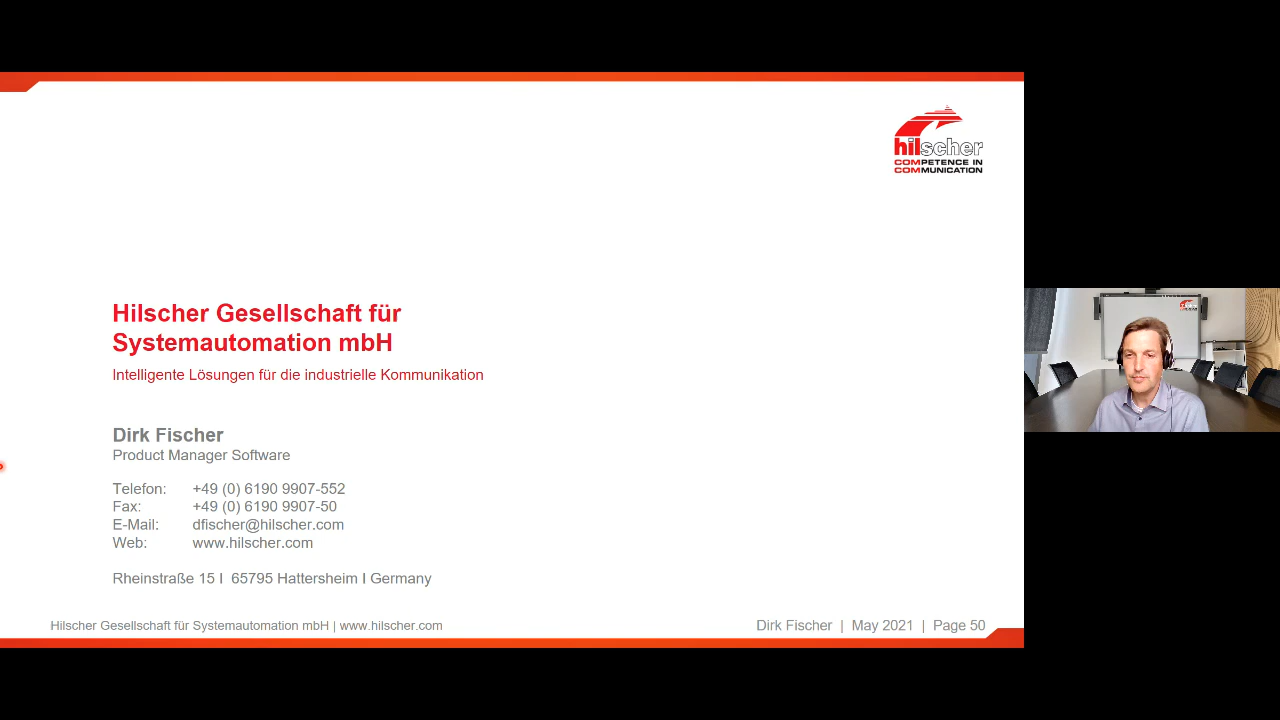 hilscher
COMPETENCE IN
COMMUNICATION
Hilscher Gesellschaft für
Systemautomation mbH
Intelligente Lösungen für die industrielle Kommunikation
Dirk Fischer
Product Manager Software
Telefon: +49 (0) 6190 9907-552
Fax: +49 (0) 6190 9907-50
E-Mail: dfischer@hilscher.com
Web: www.hilscher.com
Rheinstraße 15 I 65795 Hattersheim I Germany
Hilscher Gesellschaft für Systemautomation mbH | www.hilscher.com
Dirk Fischer | May 2021 | Page 50